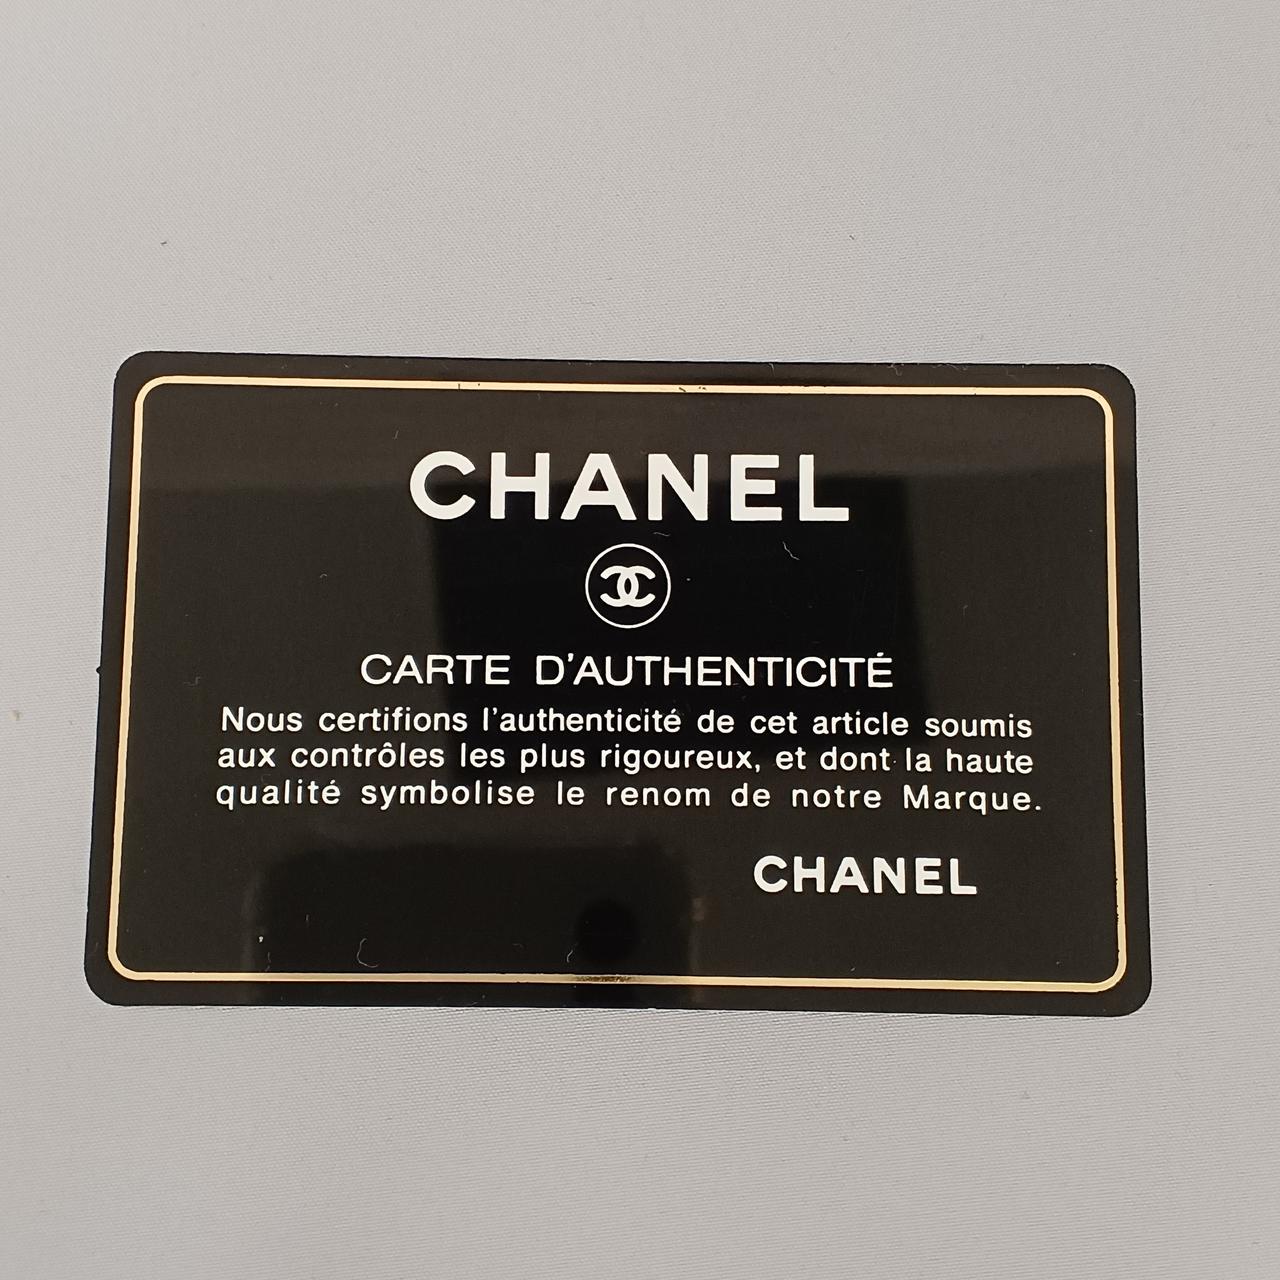 CHANEL
CARTE D'AUTHENTICITÉ
Nous certifions l'authenticité de cet article soumis
aux contrôles les plus rigoureux, et dont la haute
qualité symbolise le renom de notre Marque.
CHANEL